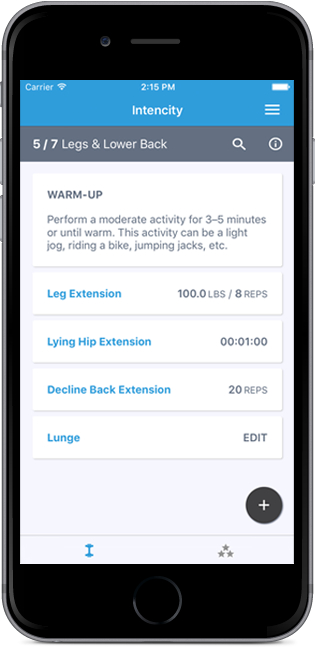 Carrier 2:15 PM
Intencity
5 / 7 Legs & Lower Back
WARM-UP
Perform a moderate activity for 3–5 minutes
or until warm. This activity can be a light
jog, riding a bike, jumping jacks, etc.
Leg Extension 100.0 LBS / 8 REPS
Lying Hip Extension 00:01:00
Decline Back Extension 20 REPS
Lunge EDIT